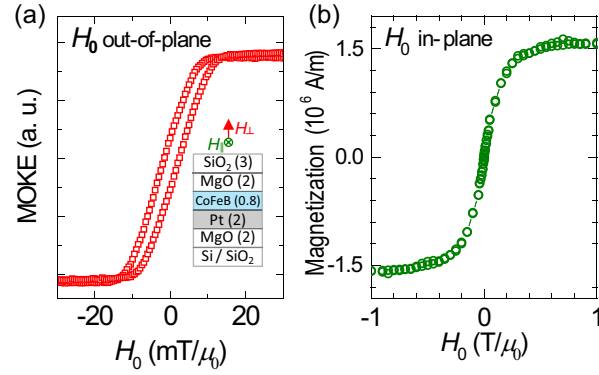 (a)
H0 out-of-plane
MOKE (a. u.)
H⊥
H∥
SiO2 (3)
MgO (2)
CoFeB (0.8)
Pt (2)
MgO (2)
Si / SiO2
-20 0 20
H0 (mT/μ0)
(b)
H0 in-plane
Magnetization (10^6 A/m)
1.5
0.0
-1.5
-1 0 1
H0 (T/μ0)